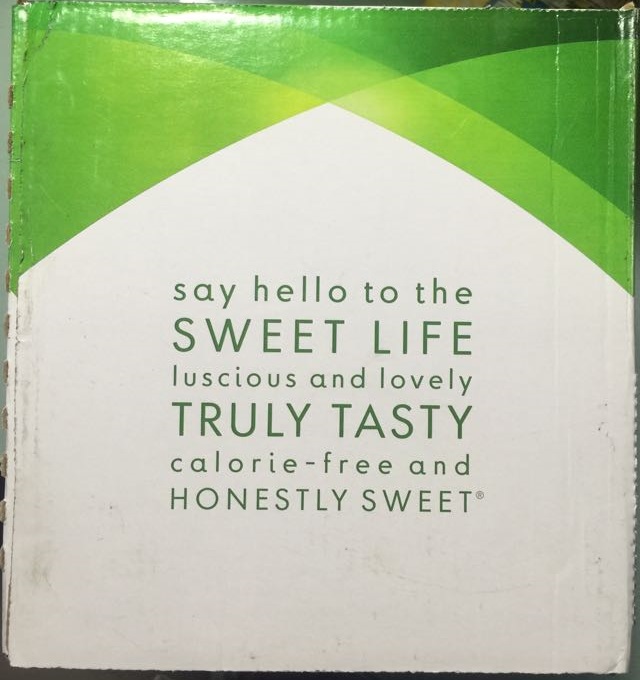 say hello to the
SWEET LIFE
luscious and lovely
TRULY TASTY
calorie-free and
HONESTLY SWEET®